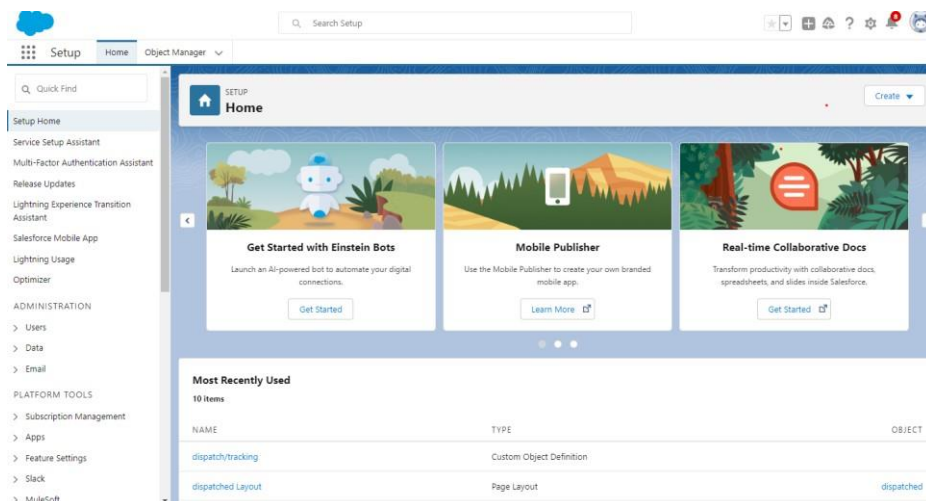 Search Setup
8
Setup
Home
Object Manager
Quick Find
Setup Home
Service Setup Assistant
Multi-Factor Authentication Assistant
Release Updates
Lightning Experience Transition
Assistant
Salesforce Mobile App
Lightning Usage
Optimizer
ADMINISTRATION
Users
Data
Email
PLATFORM TOOLS
Subscription Management
Apps
Feature Settings
Slack
MuleSoft
SETUP
Home
Create
Get Started with Einstein Bots
Launch an AI-powered bot to automate your digital
connections.
Get Started
Mobile Publisher
Use the Mobile Publisher to create your own branded
mobile app.
Learn More
Real-time Collaborative Docs
Transform productivity with collaborative docs,
spreadsheets, and slides inside Salesforce.
Get Started
Most Recently Used
10 items
NAME TYPE OBJECT
dispatch/tracking Custom Object Definition
dispatched Layout Page Layout dispatched